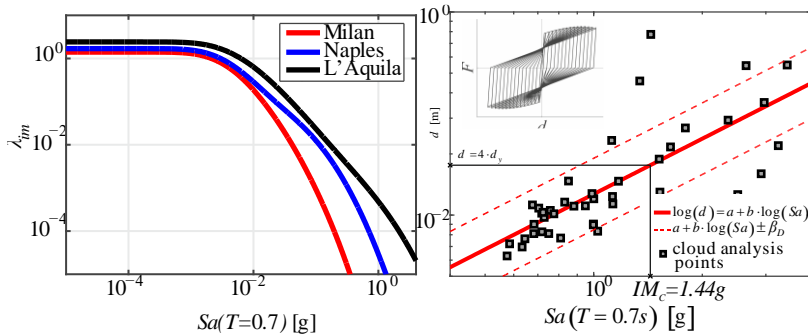 10^0
10^-2
10^-4
λ_im
Milan
Naples
L'Aquila
10^-4
10^-2
10^0
Sa(T=0.7) [g]
10^0
10^-2
d [m]
F
d
d=4·d_y
log(d)=a+b·log(Sa)
a+b·log(Sa)±β_D
cloud analysis
points
10^0
IM_c=1.44g
Sa(T=0.7s) [g]